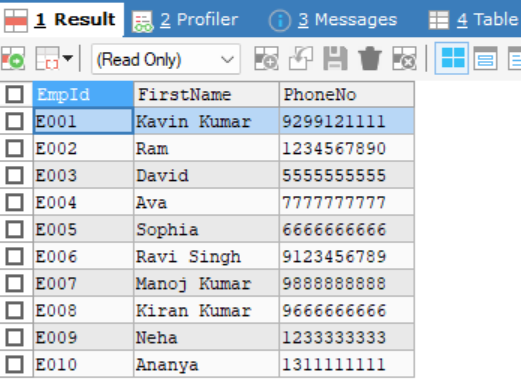 1 Result 2 Profiler 3 Messages 4 Table
(Read Only)
EmpId FirstName PhoneNo
E001 Kavin Kumar 9299121111
E002 Ram 1234567890
E003 David 5555555555
E004 Ava 7777777777
E005 Sophia 6666666666
E006 Ravi Singh 9123456789
E007 Manoj Kumar 9888888888
E008 Kiran Kumar 9666666666
E009 Neha 1233333333
E010 Ananya 1311111111